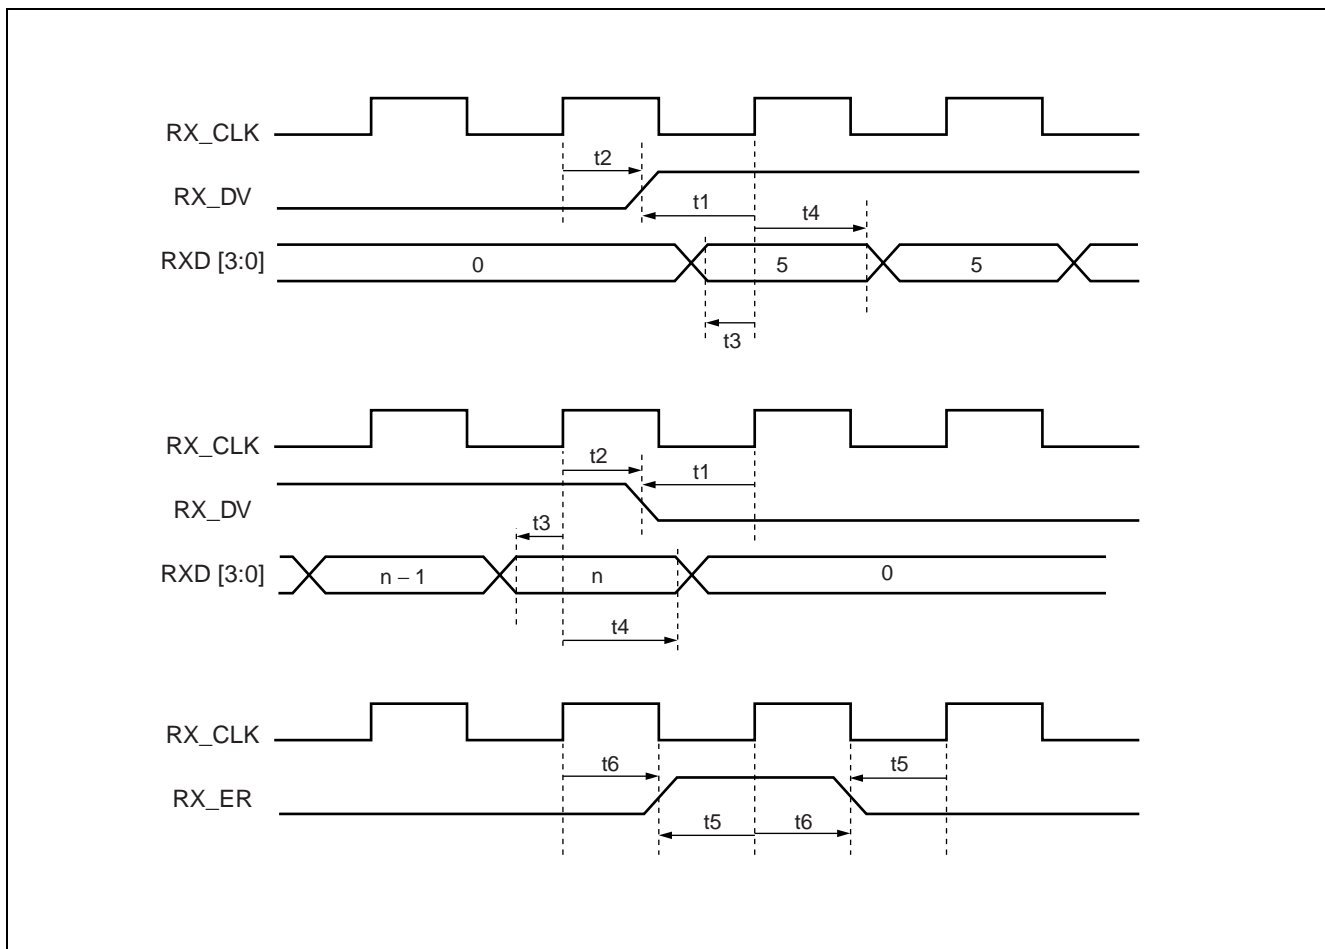 RX_CLK
t2
RX_DV
t1
t4
RXD [3:0]
0
5
5
t3
RX_CLK
t2
t1
RX_DV
t3
RXD [3:0]
n – 1
n
0
t4
RX_CLK
t6
t5
RX_ER
t5
t6